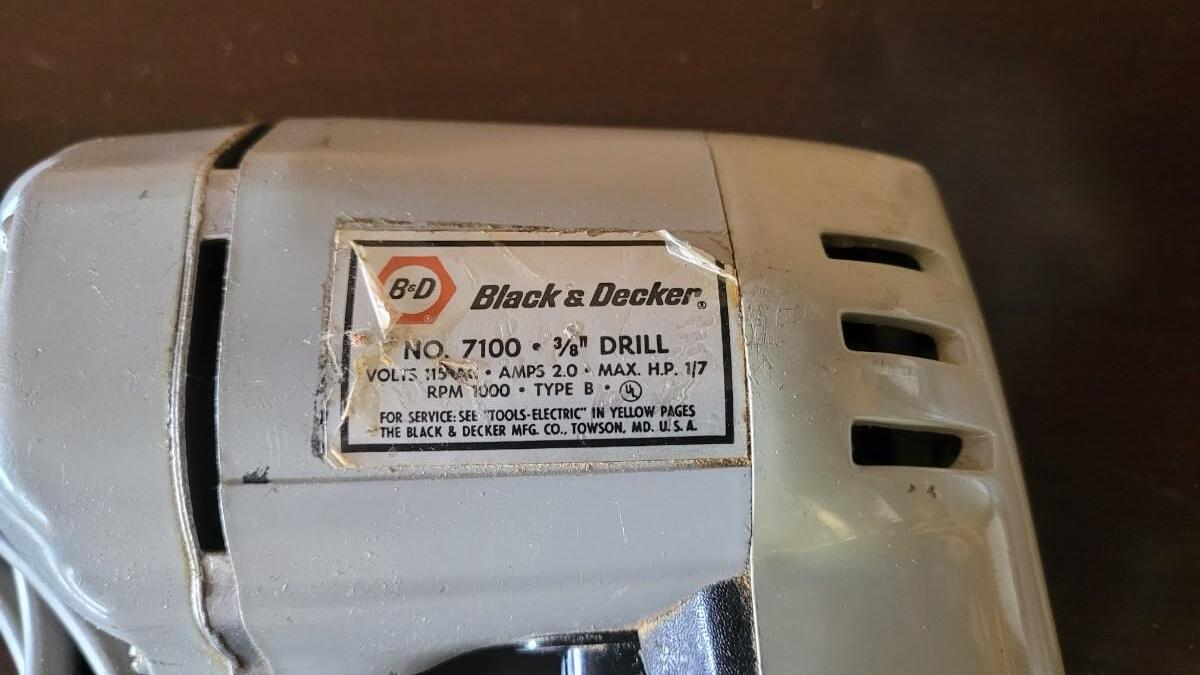 B&D Black & Decker®
®
NO. 7100 • 3/8" DRILL
VOLTS 115 AC • AMPS 2.0 • MAX. H.P. 1/7
RPM 1000 • TYPE B • UL
FOR SERVICE: SEE "TOOLS-ELECTRIC" IN YELLOW PAGES
THE BLACK & DECKER MFG. CO., TOWSON, MD. U.S.A.